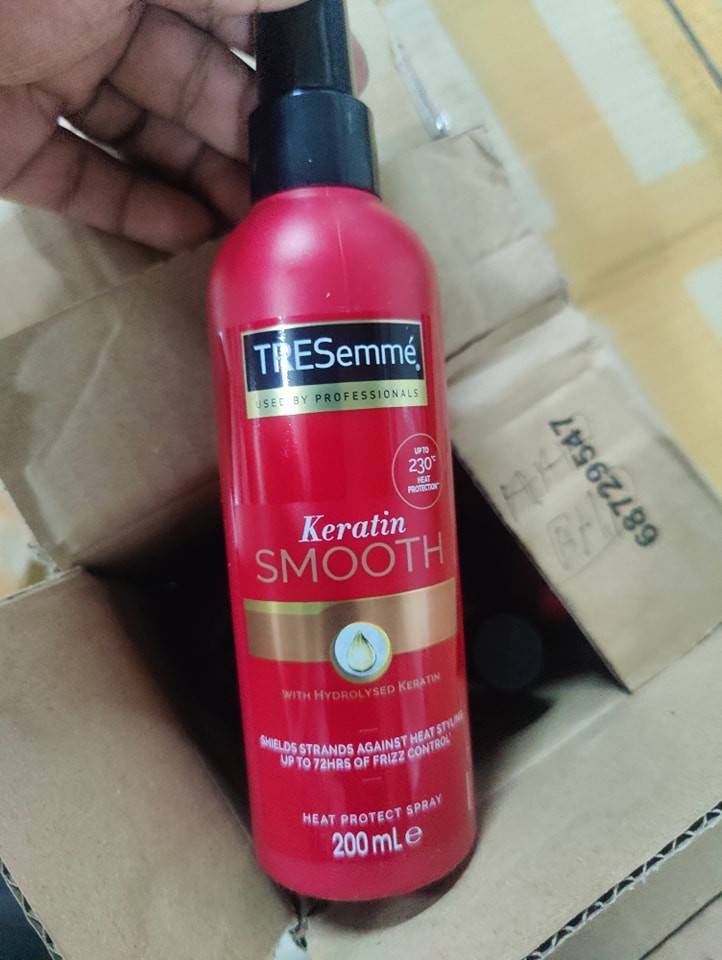 TRESemmé
USED BY PROFESSIONALS
UP TO
230°C
HEAT
PROTECTION**
Keratin
SMOOTH
WITH HYDROLYSED KERATIN
SHIELDS STRANDS AGAINST HEAT STYLING
UP TO 72HRS OF FRIZZ CONTROL*
HEAT PROTECT SPRAY
200 mL ℮
68729547